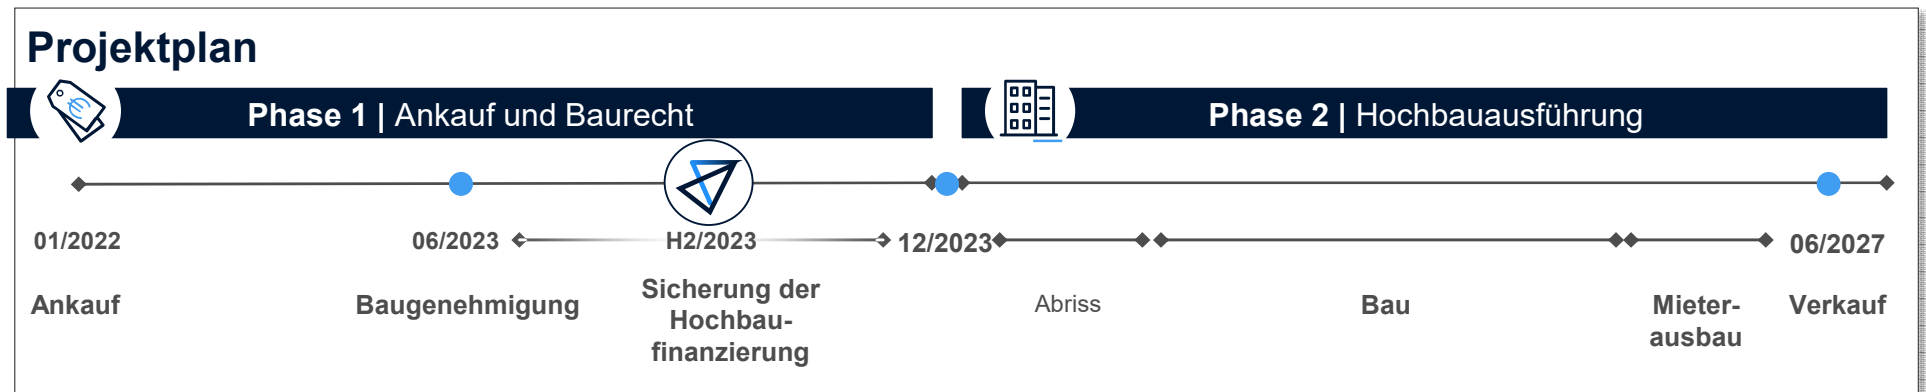 Projektplan
Phase 1 | Ankauf und Baurecht
Phase 2 | Hochbauausführung
01/2022
06/2023
H2/2023
12/2023
06/2027
Ankauf
Baugenehmigung
Sicherung der
Hochbau-
finanzierung
Abriss
Bau
Mieter-
ausbau
Verkauf